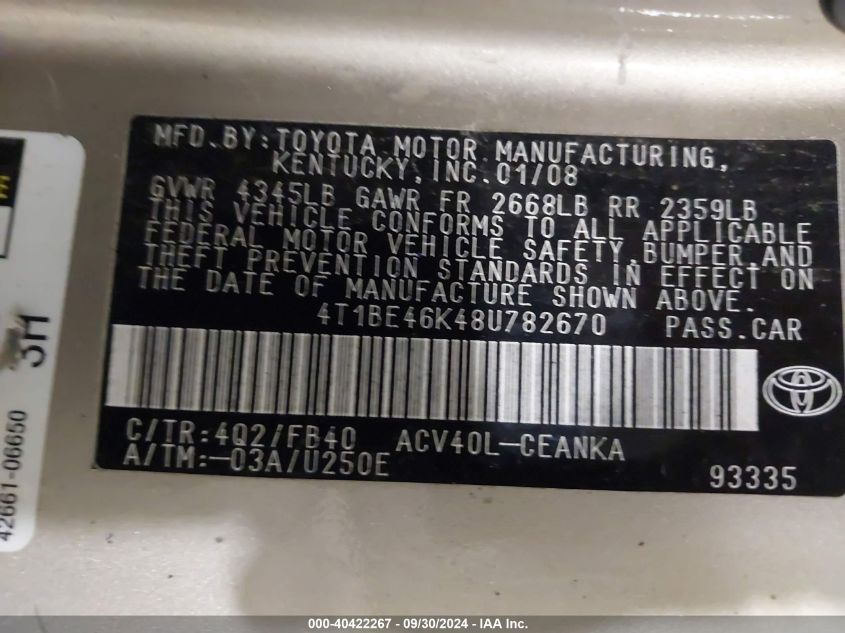 MFD. BY: TOYOTA MOTOR MANUFACTURING,
KENTUCKY, INC. 01/08
GVWR 4345LB GAWR FR 2668LB RR 2359LB
THIS VEHICLE CONFORMS TO ALL APPLICABLE
FEDERAL MOTOR VEHICLE SAFETY, BUMPER, AND
THEFT PREVENTION STANDARDS IN EFFECT ON
THE DATE OF MANUFACTURE SHOWN ABOVE.
4T1BE46K48U782670 PASS.CAR
C/TR: 4Q2/FB40 ACV40L-CEANKA
A/TM:-03A/U250E
93335
42661-06650
000-40422267 - 09/30/2024 - IAA Inc.